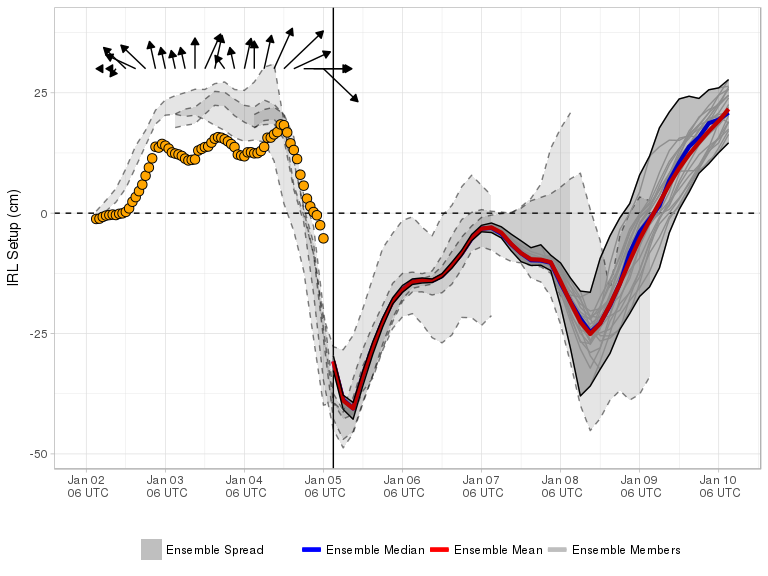 IRL Setup (cm)
25
0
-25
-50
Jan 02 Jan 03 Jan 04 Jan 05 Jan 06 Jan 07 Jan 08 Jan 09 Jan 10
06 UTC 06 UTC 06 UTC 06 UTC 06 UTC 06 UTC 06 UTC 06 UTC 06 UTC
Ensemble Spread Ensemble Median Ensemble Mean Ensemble Members